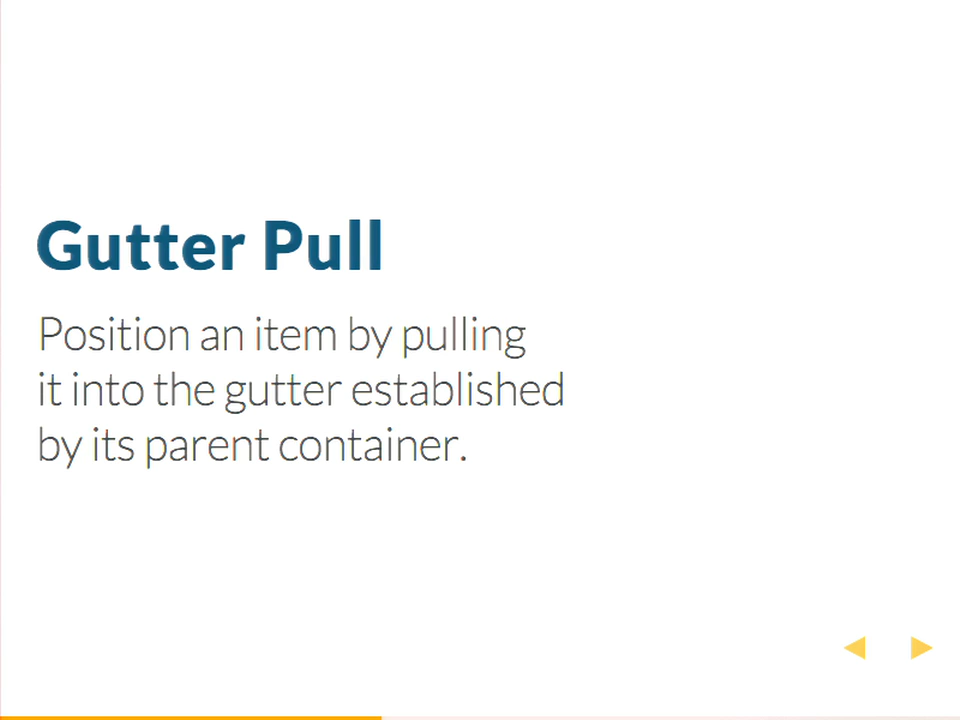 Gutter Pull
Position an item by pulling
it into the gutter established
by its parent container.